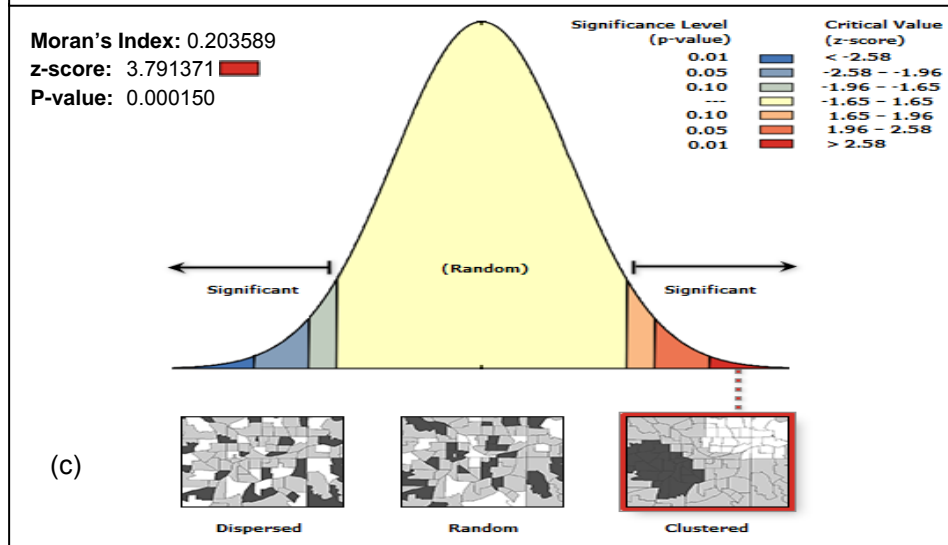 Moran's Index: 0.203589
z-score: 3.791371
P-value: 0.000150
Significance Level Critical Value
(p-value) (z-score)
0.01 < -2.58
0.05 -2.58 – -1.96
0.10 -1.96 – -1.65
--- -1.65 – 1.65
0.10 1.65 – 1.96
0.05 1.96 – 2.58
0.01 > 2.58
(Random)
Significant Significant
(c)
Dispersed Random Clustered